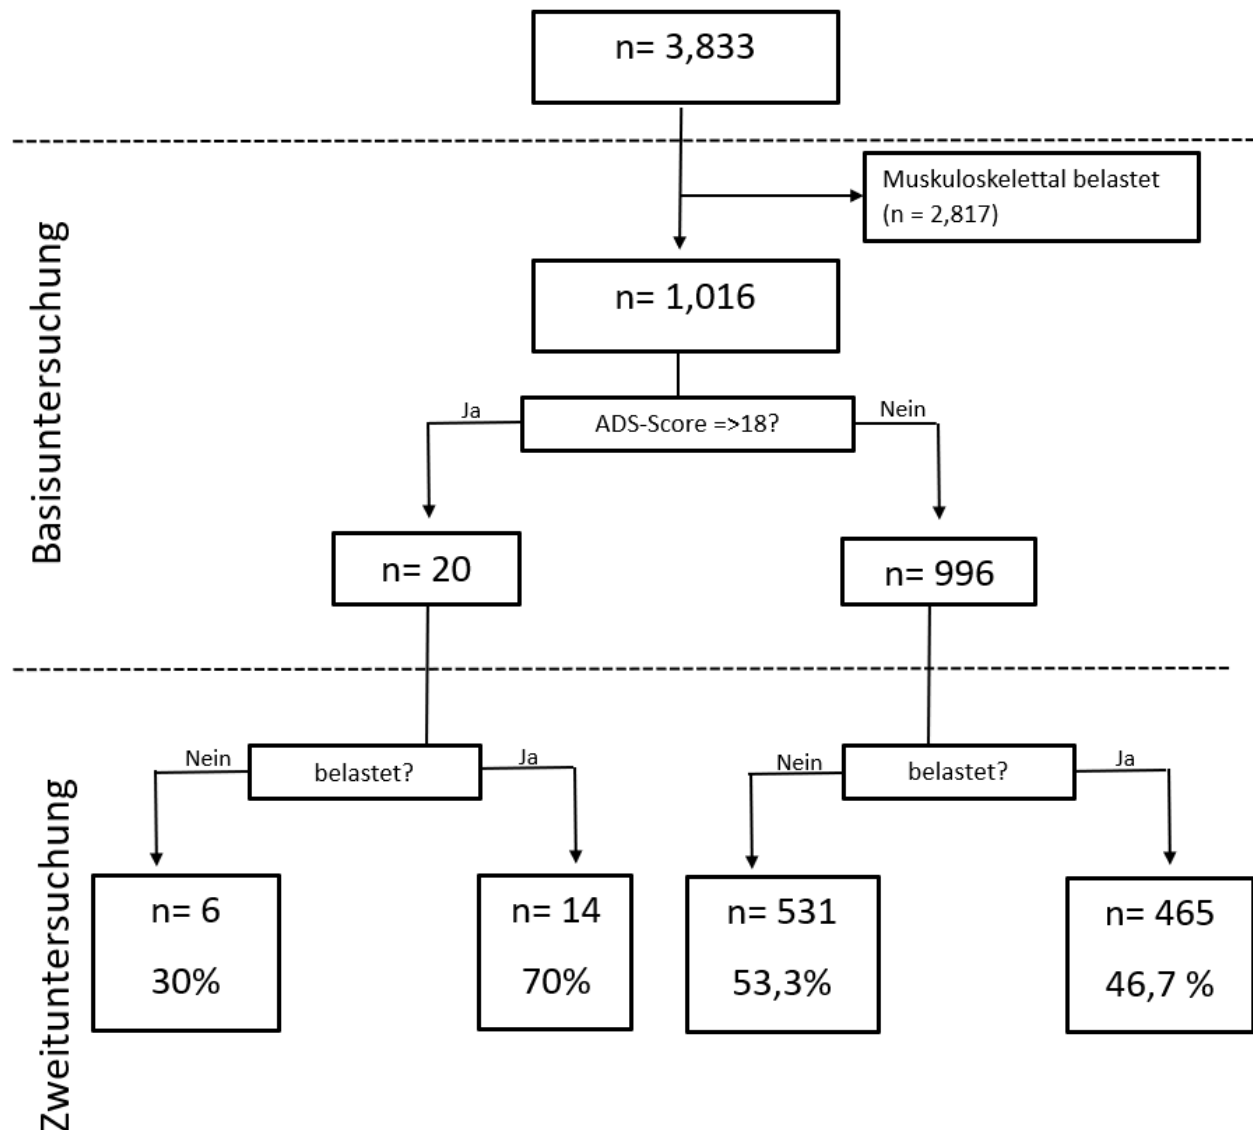 n= 3,833
Basisuntersuchung
Muskuloskelettal belastet
(n = 2,817)
n= 1,016
ADS-Score =>18?
Ja
Nein
n= 20
n= 996
Zweituntersuchung
Nein
belastet?
Ja
Nein
belastet?
Ja
n= 6
30%
n= 14
70%
n= 531
53,3%
n= 465
46,7 %